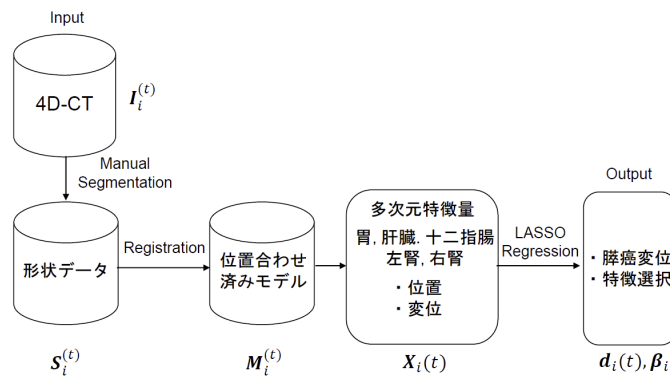 Input
4D-CT
I_i^{(t)}
Manual
Segmentation
形状データ
S_i^{(t)}
Registration
位置合わせ
済みモデル
M_i^{(t)}
多次元特徴量
胃, 肝臓. 十二指腸
左腎, 右腎
・位置
・変位
X_i(t)
LASSO
Regression
Output
・膵癌変位
・特徴選択
d_i(t), β_i